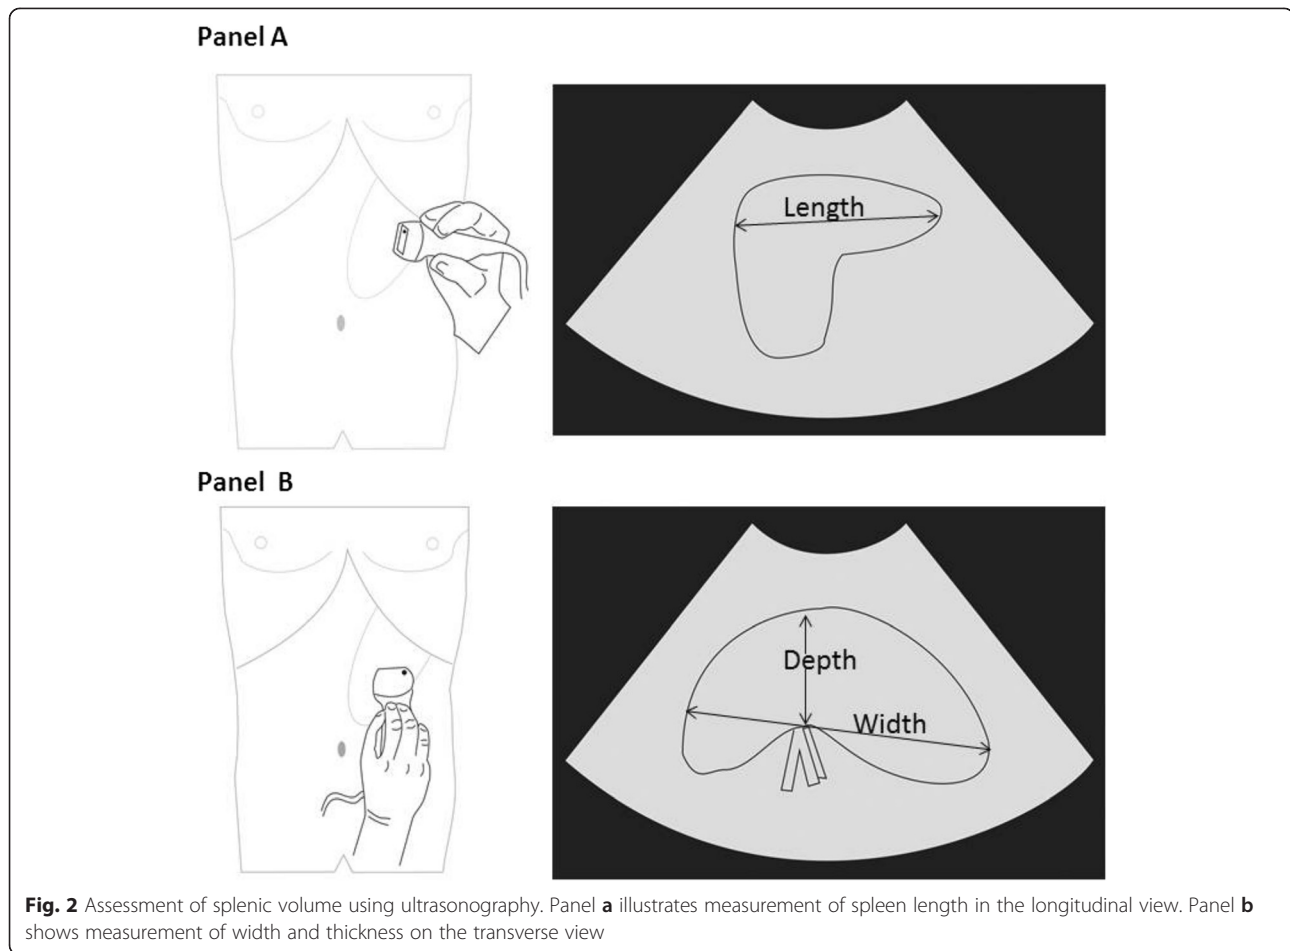 Panel A
Length
Panel B
Depth
Width
Fig. 2 Assessment of splenic volume using ultrasonography. Panel a illustrates measurement of spleen length in the longitudinal view. Panel b
shows measurement of width and thickness on the transverse view